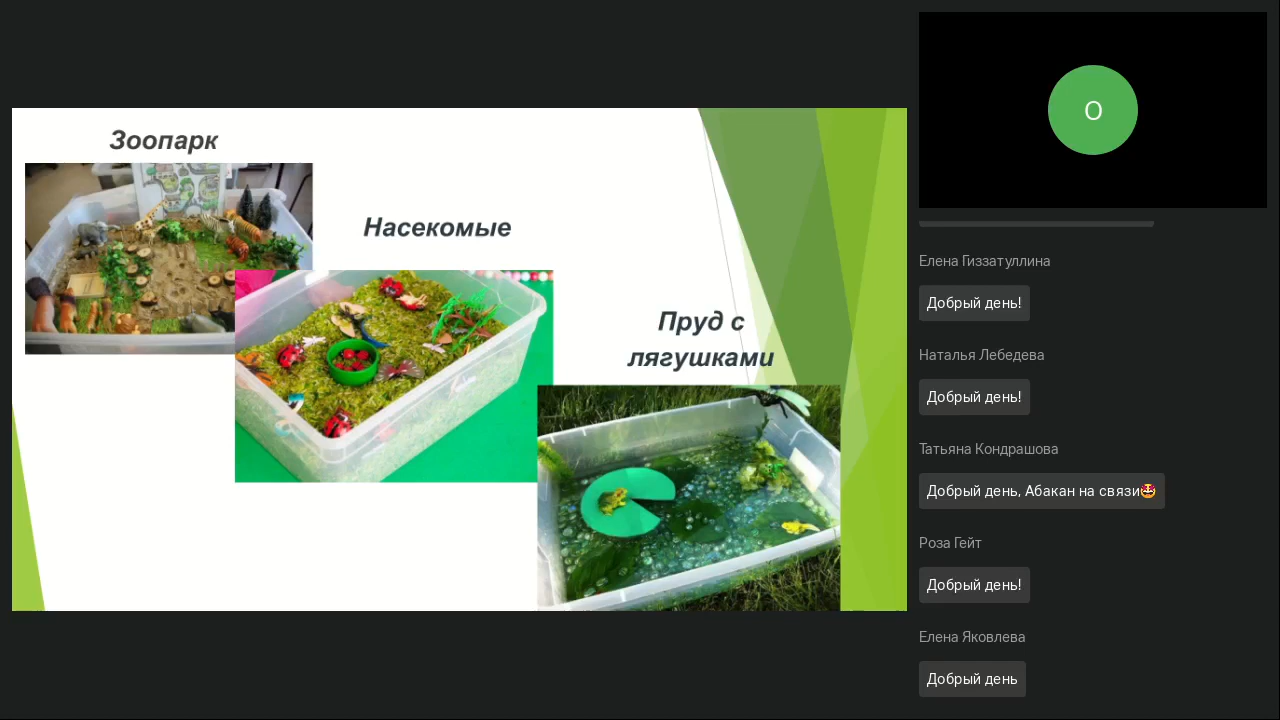 Зоопарк
Насекомые
Пруд с
лягушками
О
Елена Гиззатуллина
Добрый день!
Наталья Лебедева
Добрый день!
Татьяна Кондрашова
Добрый день, Абакан на связи🤩
Роза Гейт
Добрый день!
Елена Яковлева
Добрый день